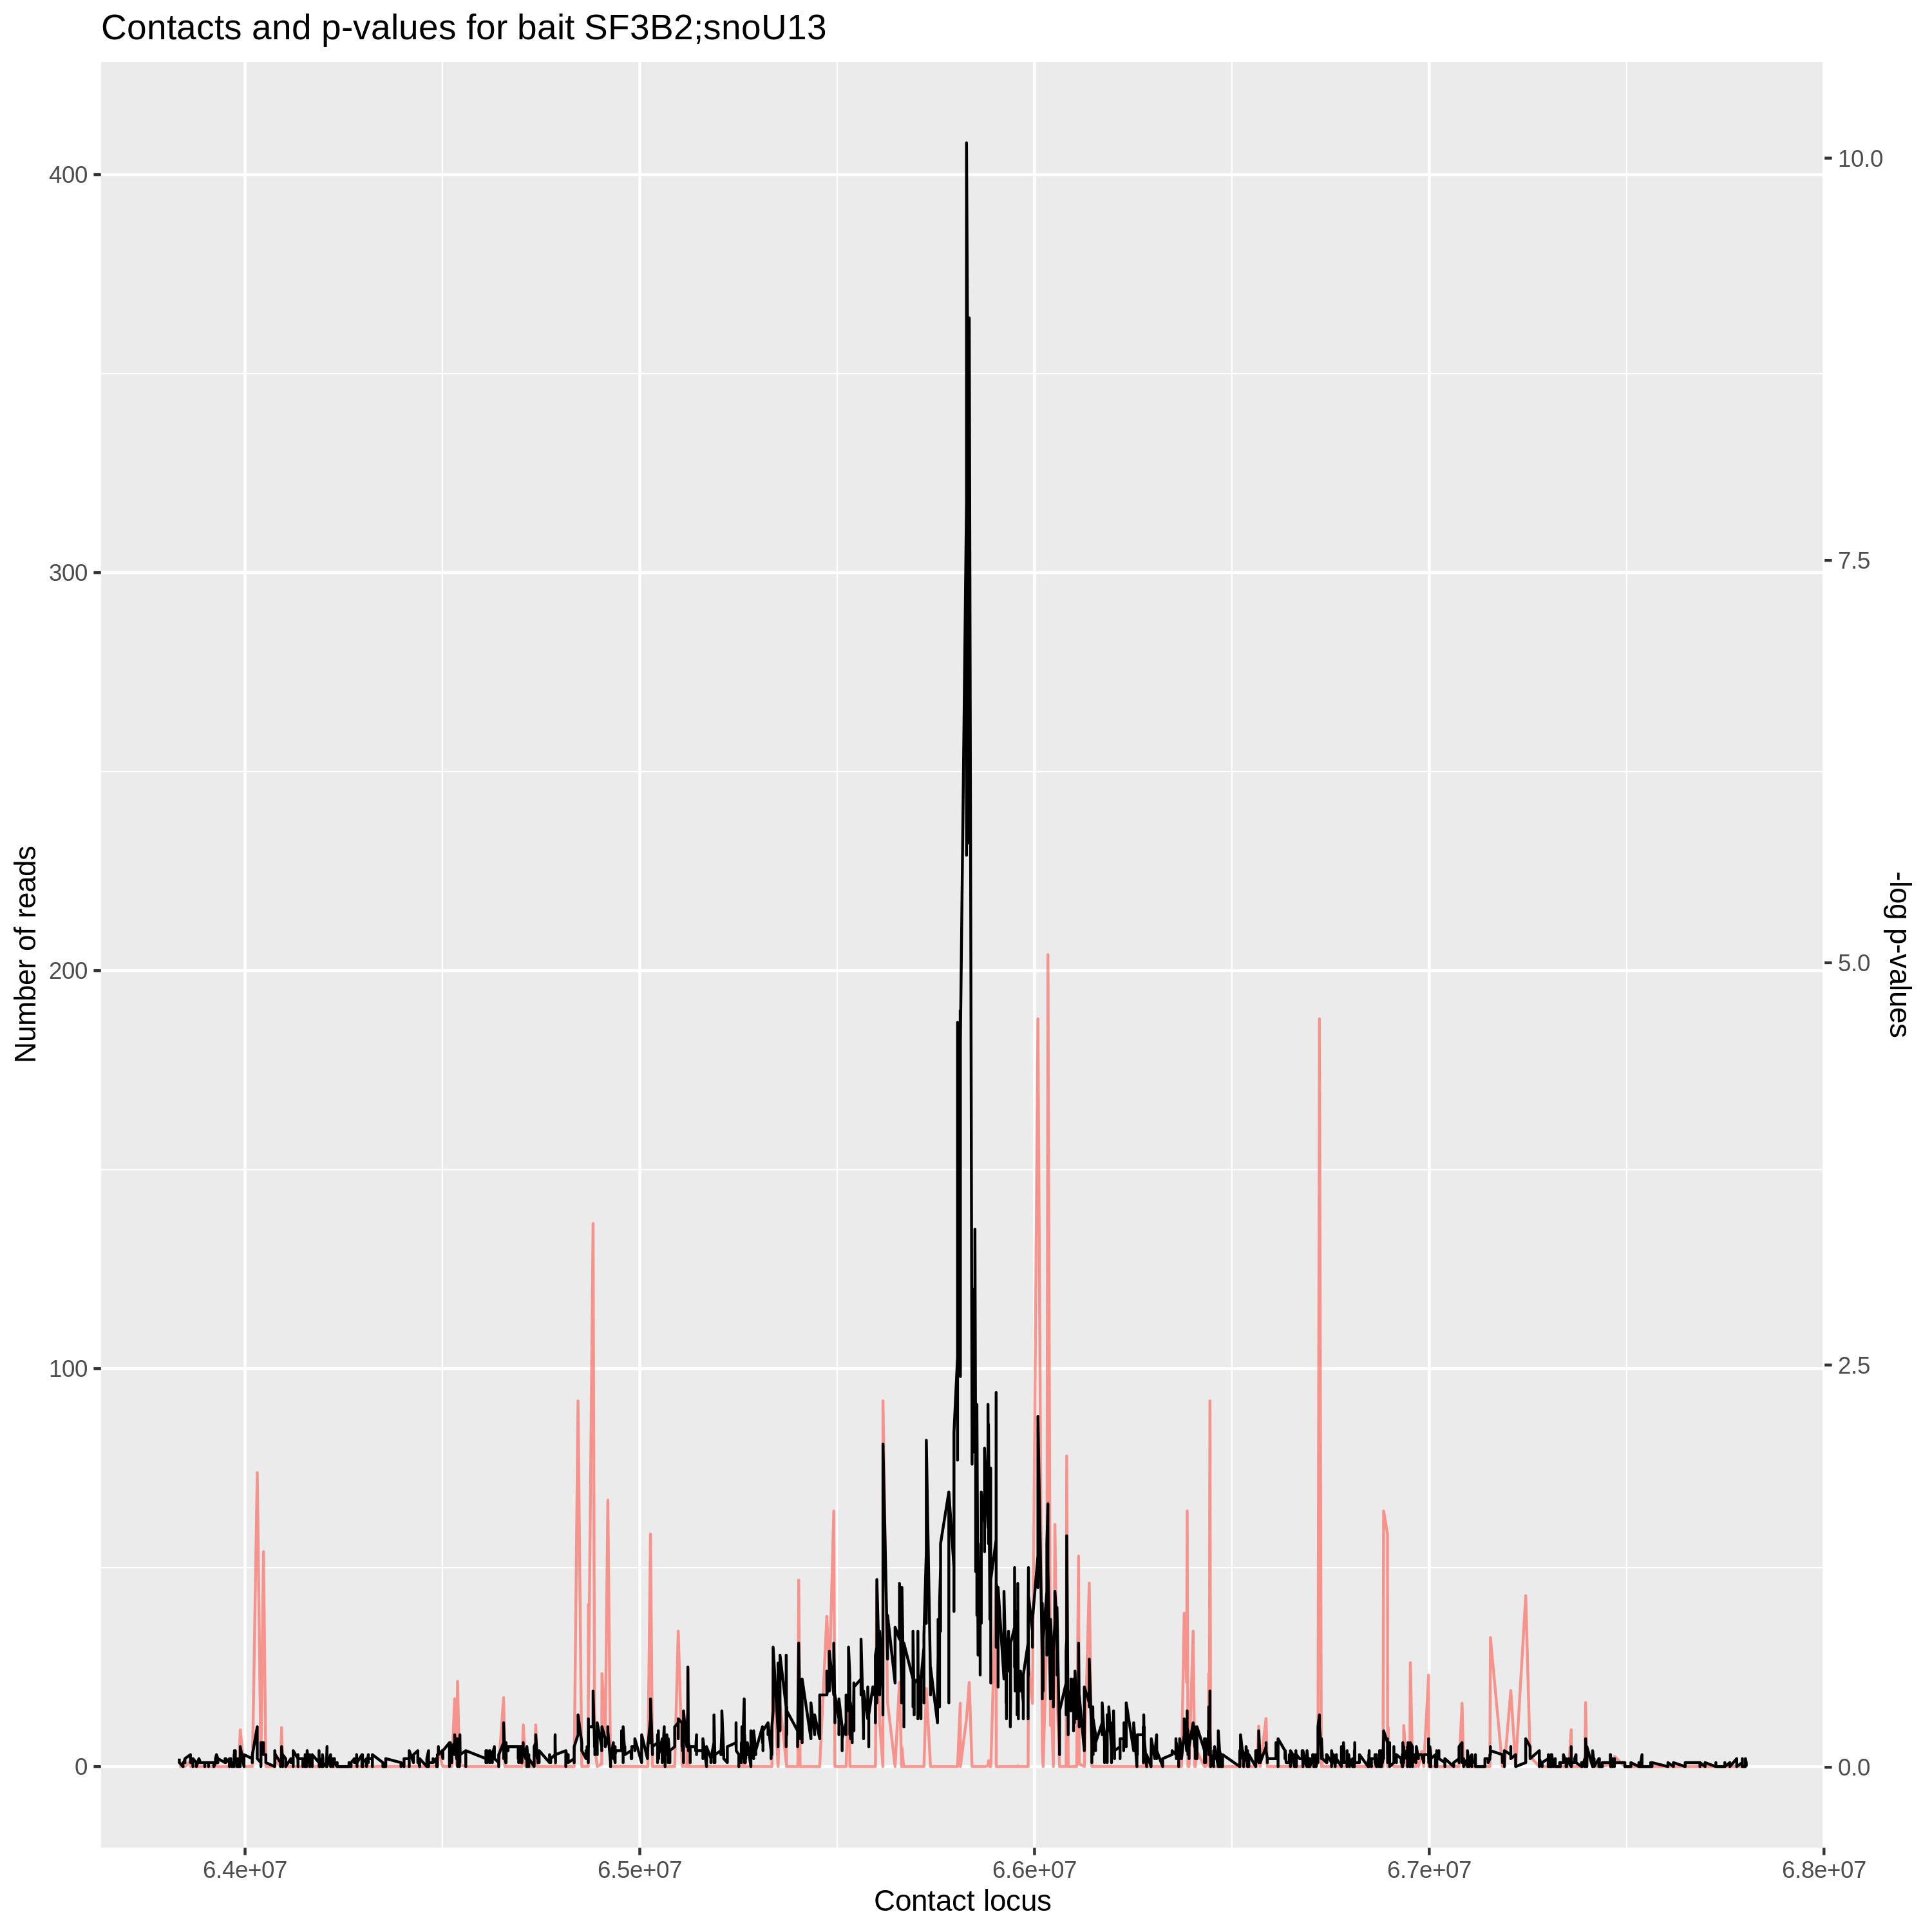 Contacts and p-values for bait SF3B2;snoU13
400
300
200
100
0
Number of reads
10.0
7.5
5.0
2.5
0.0
-log p-values
6.4e+07
6.5e+07
6.6e+07
6.7e+07
6.8e+07
Contact locus